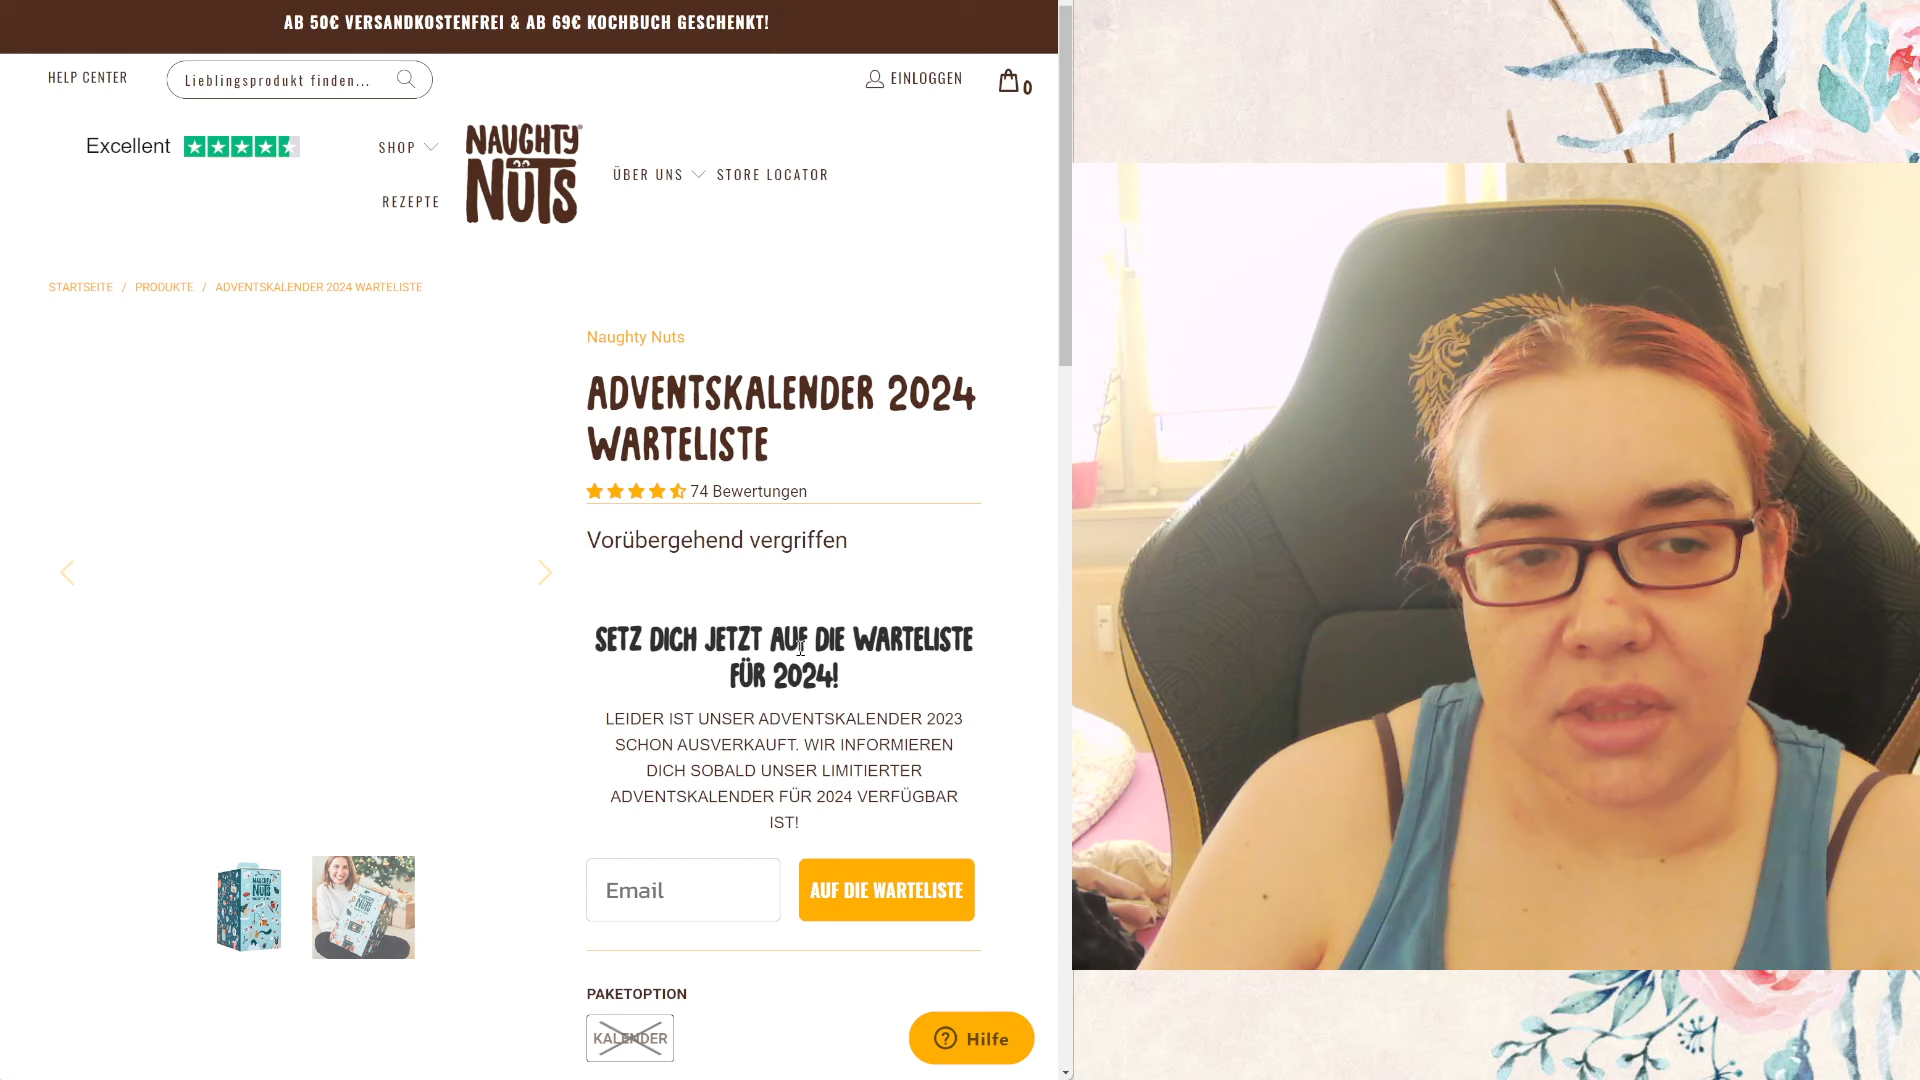 AB 50€ VERSANDKOSTENFREI & AB 69€ KOCHBUCH GESCHENKT!
HELP CENTER
Lieblingsprodukt finden...
EINLOGGEN
0
Excellent
SHOP
NAUGHTY
NÜTS
ÜBER UNS
STORE LOCATOR
REZEPTE
STARTSEITE / PRODUKTE / ADVENTSKALENDER 2024 WARTELISTE
Naughty Nuts
ADVENTSKALENDER 2024
WARTELISTE
74 Bewertungen
Vorübergehend vergriffen
SETZ DICH JETZT AUF DIE WARTELISTE
FÜR 2024!
LEIDER IST UNSER ADVENTSKALENDER 2023
SCHON AUSVERKAUFT. WIR INFORMIEREN
DICH SOBALD UNSER LIMITIERTER
ADVENTSKALENDER FÜR 2024 VERFÜGBAR
IST!
Email
AUF DIE WARTELISTE
NAUGHTY
NUTS
PAKETOPTION
KALENDER
Hilfe